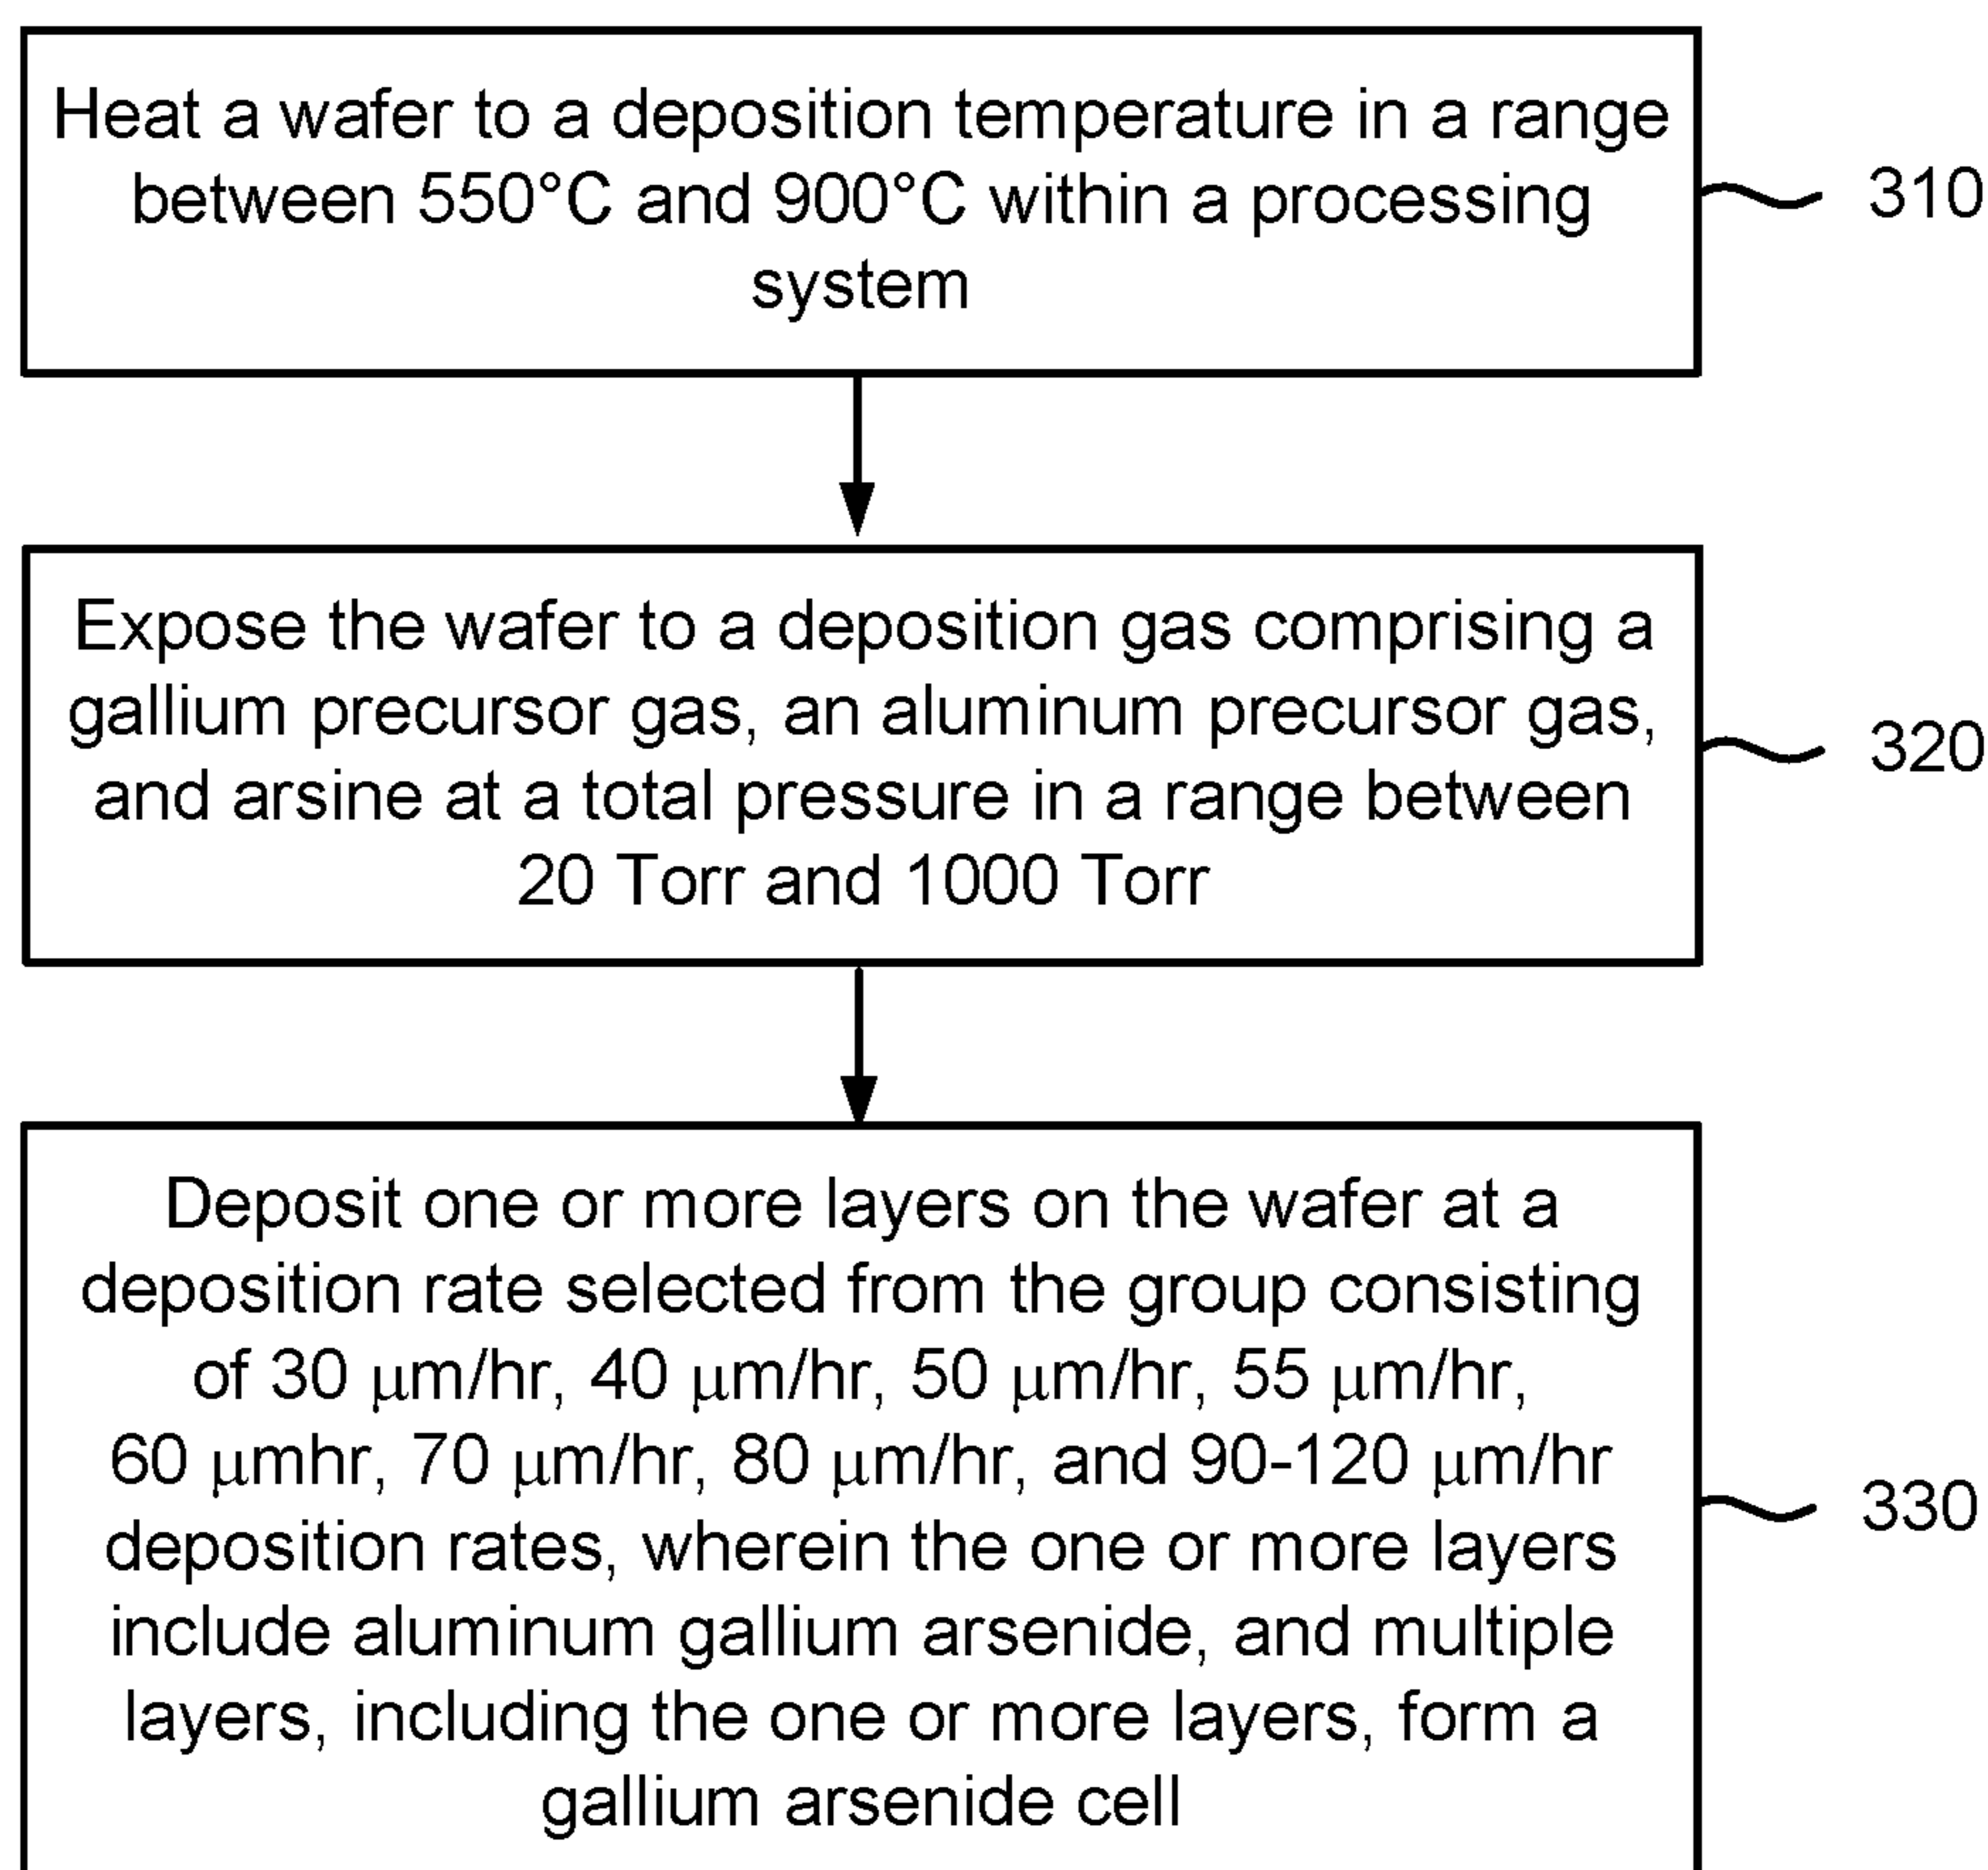 Heat a wafer to a deposition temperature in a range
between 550°C and 900°C within a processing
system
310
Expose the wafer to a deposition gas comprising a
gallium precursor gas, an aluminum precursor gas,
and arsine at a total pressure in a range between
20 Torr and 1000 Torr
320
Deposit one or more layers on the wafer at a
deposition rate selected from the group consisting
of 30 μm/hr, 40 μm/hr, 50 μm/hr, 55 μm/hr,
60 μmhr, 70 μm/hr, 80 μm/hr, and 90-120 μm/hr
deposition rates, wherein the one or more layers
include aluminum gallium arsenide, and multiple
layers, including the one or more layers, form a
gallium arsenide cell
330